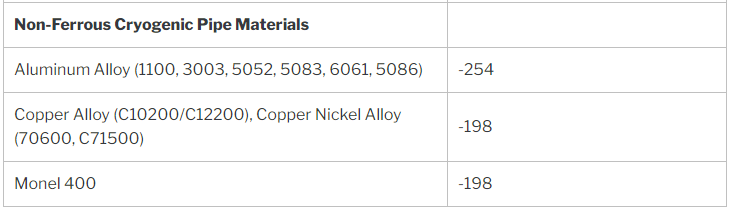 Non-Ferrous Cryogenic Pipe Materials
Aluminum Alloy (1100, 3003, 5052, 5083, 6061, 5086)
-254
Copper Alloy (C10200/C12200), Copper Nickel Alloy
(70600, C71500)
-198
Monel 400
-198